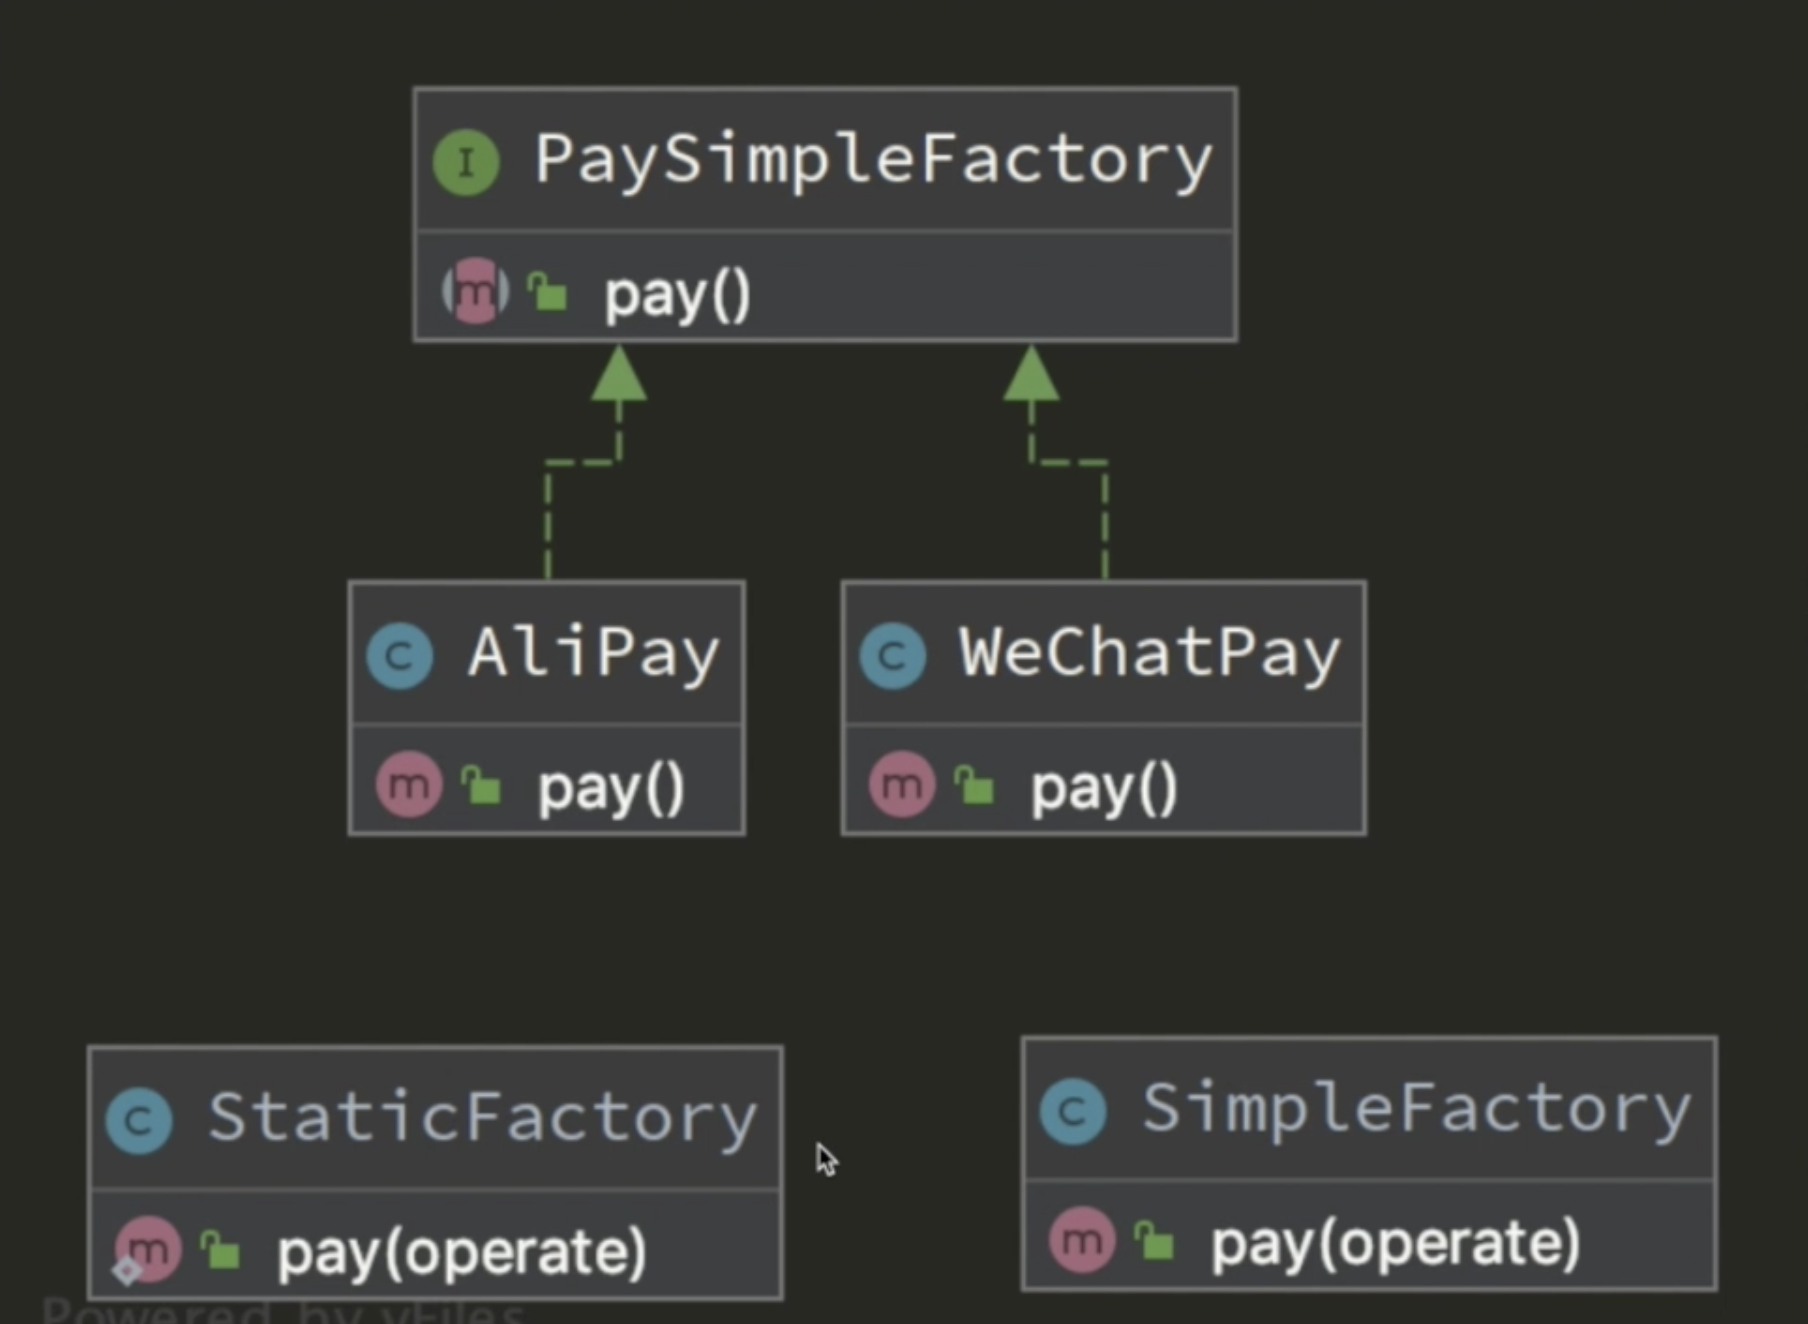 I PaySimpleFactory
m pay()
C AliPay
m pay()
C WeChatPay
m pay()
C StaticFactory
m pay(operate)
C SimpleFactory
m pay(operate)
Powered by yFiles